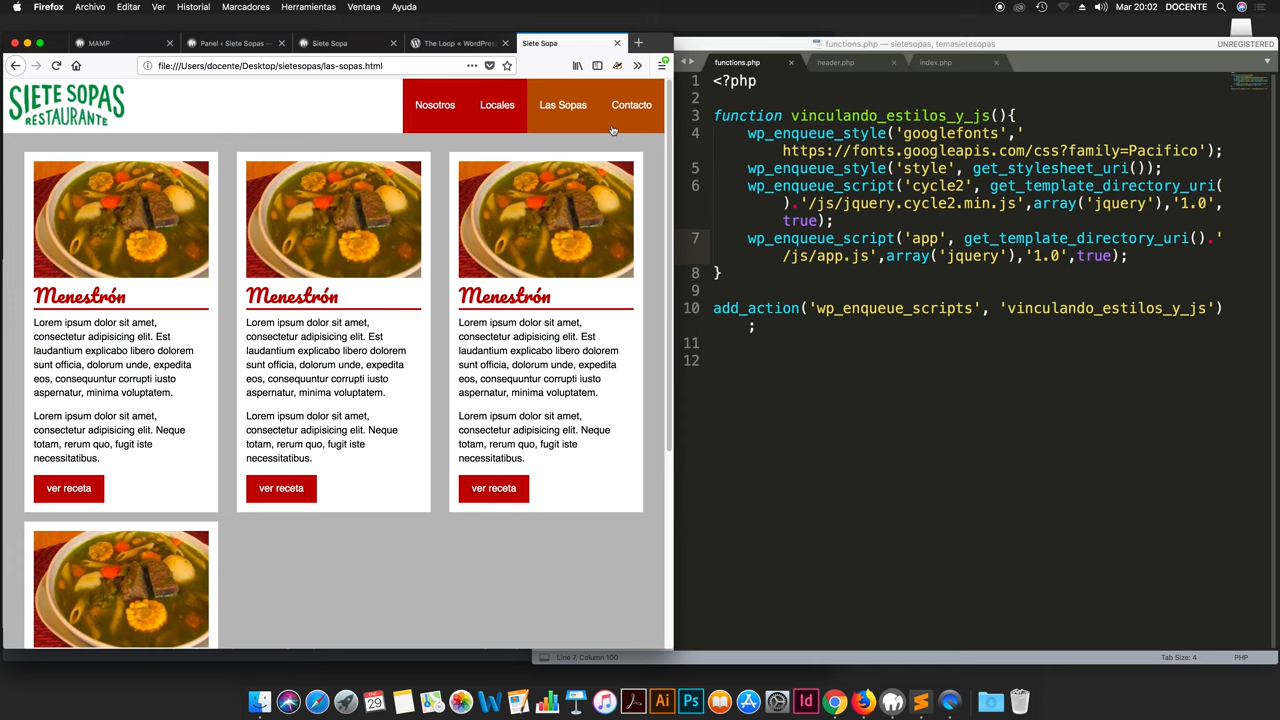 Firefox Archivo Editar Ver Historial Marcadores Herramientas Ventana Ayuda
Mar 20:02 DOCENTE
MAMP
Panel ‹ Siete Sopas —
Siete Sopa
The Loop « WordPress
Siete Sopa
functions.php — sietesopas, temasietesopas
UNREGISTERED
file:///Users/docente/Desktop/sietesopas/las-sopas.html
functions.php
header.php
index.php
SIETE SOPAS
RESTAURANTE
Nosotros Locales Las Sopas Contacto
Menestrón
Lorem ipsum dolor sit amet,
consectetur adipisicing elit. Est
laudantium explicabo libero dolorem
sunt officia, dolorum unde, expedita
eos, consequuntur corrupti iusto
aspernatur, minima voluptatem.
Lorem ipsum dolor sit amet,
consectetur adipisicing elit. Neque
totam, rerum quo, fugit iste
necessitatibus.
ver receta
Menestrón
Lorem ipsum dolor sit amet,
consectetur adipisicing elit. Est
laudantium explicabo libero dolorem
sunt officia, dolorum unde, expedita
eos, consequuntur corrupti iusto
aspernatur, minima voluptatem.
Lorem ipsum dolor sit amet,
consectetur adipisicing elit. Neque
totam, rerum quo, fugit iste
necessitatibus.
ver receta
Menestrón
Lorem ipsum dolor sit amet,
consectetur adipisicing elit. Est
laudantium explicabo libero dolorem
sunt officia, dolorum unde, expedita
eos, consequuntur corrupti iusto
aspernatur, minima voluptatem.
Lorem ipsum dolor sit amet,
consectetur adipisicing elit. Neque
totam, rerum quo, fugit iste
necessitatibus.
ver receta
1 <?php
2
3 function vinculando_estilos_y_js(){
4 wp_enqueue_style('googlefonts','
https://fonts.googleapis.com/css?family=Pacifico');
5 wp_enqueue_style('style', get_stylesheet_uri());
6 wp_enqueue_script('cycle2', get_template_directory_uri(
).'/js/jquery.cycle2.min.js',array('jquery'),'1.0',
true);
7 wp_enqueue_script('app', get_template_directory_uri().'
/js/app.js',array('jquery'),'1.0',true);
8 }
9
10 add_action('wp_enqueue_scripts', 'vinculando_estilos_y_js')
;
11
12
Line 7, Column 100
Tab Size: 4
PHP
29
Ai
Ps
Id